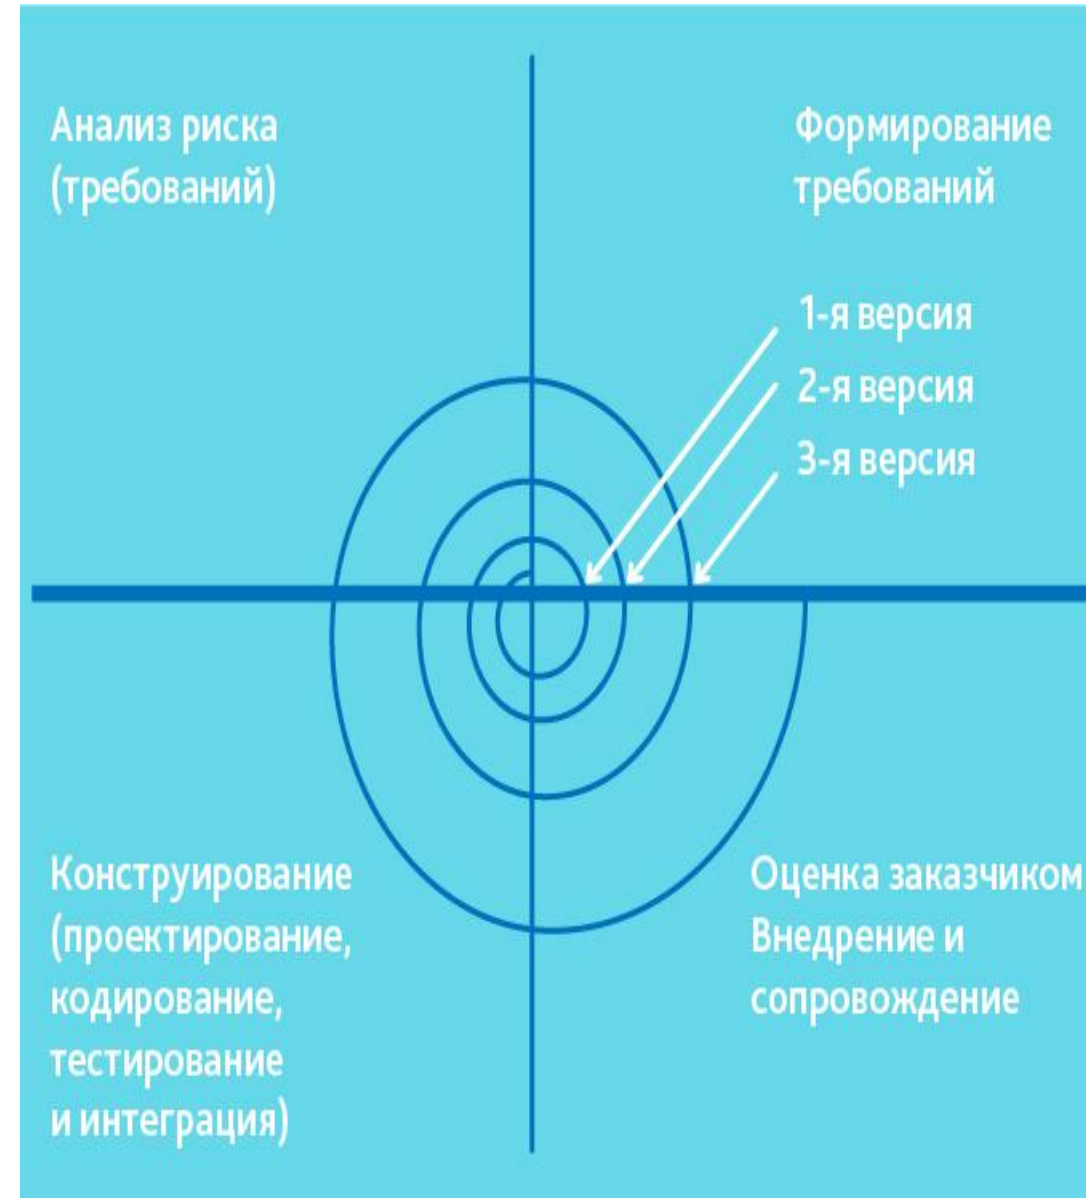 Анализ риска
(требований)
Формирование
требований
1-я версия
2-я версия
3-я версия
Конструирование
(проектирование,
кодирование,
тестирование
и интеграция)
Оценка заказчиком
Внедрение и
сопровождение